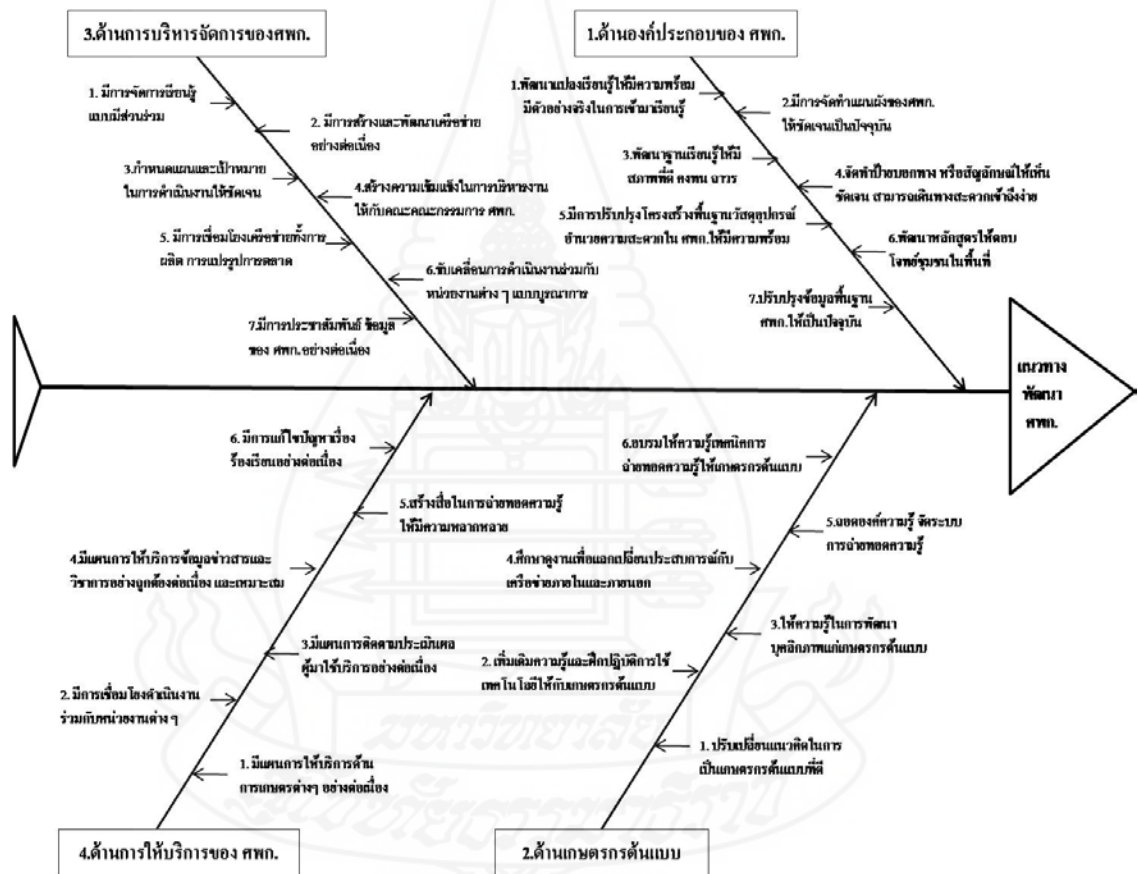 3.ด้านการบริหารจัดการของศพก.
1. มีการจัดการเรียนรู้
แบบมีส่วนร่วม
2. มีการสร้างและพัฒนาเครือข่าย
อย่างต่อเนื่อง
3.กำหนดแผนและเป้าหมาย
ในการดำเนินงานให้ชัดเจน
4.สร้างความเข้มแข็งในการบริหารงาน
ให้กับคณะคณะกรรมการ ศพก.
5. มีการเชื่อมโยงเครือข่ายทั้งการ
ผลิต การแปรรูปการตลาด
6.ขับเคลื่อนการดำเนินงานร่วมกับ
หน่วยงานต่าง ๆ แบบบูรณาการ
7.มีการประชาสัมพันธ์ ข้อมูล
ของ ศพก. อย่างต่อเนื่อง
1.ด้านองค์ประกอบของ ศพก.
1.พัฒนาแปลงเรียนรู้ให้มีความพร้อม
มีตัวอย่างจริงในการเข้ามาเรียนรู้
2.มีการจัดทำแผนผังของศพก.
ให้ชัดเจนเป็นปัจจุบัน
3.พัฒนาฐานเรียนรู้ให้มี
สภาพที่ดี คงทน ถาวร
4.จัดทำป้ายบอกทาง หรือสัญลักษณ์ให้เห็น
ชัดเจน สามารถเดินทางสะดวกเข้าถึงง่าย
5.มีการปรับปรุงโครงสร้างพื้นฐานวัสดุอุปกรณ์
อำนวยความสะดวกใน ศพก.ให้มีความพร้อม
6.พัฒนาหลักสูตรให้ตอบ
โจทย์ชุมชนในพื้นที่
7.ปรับปรุงข้อมูลพื้นฐาน
ศพก.ให้เป็นปัจจุบัน
แนวทาง
พัฒนา
ศพก.
6. มีการแก้ไขปัญหาเรื่อง
ร้องเรียนอย่างต่อเนื่อง
5.สร้างสื่อในการถ่ายทอดความรู้
ให้มีความหลากหลาย
4.มีแผนการให้บริการข้อมูลข่าวสารและ
วิชาการอย่างถูกต้องต่อเนื่อง และเหมาะสม
3.มีแผนการติดตามประเมินผล
ผู้มาใช้บริการอย่างต่อเนื่อง
2. มีการเชื่อมโยงดำเนินงาน
ร่วมกับหน่วยงานต่าง ๆ
1. มีแผนการให้บริการด้าน
การเกษตรต่างๆ อย่างต่อเนื่อง
4.ด้านการให้บริการของ ศพก.
6.อบรมให้ความรู้เทคนิคการ
ถ่ายทอดความรู้ให้เกษตรกรต้นแบบ
5.ถอดองค์ความรู้ จัดระบบ
การถ่ายทอดความรู้
4.ศึกษาดูงานเพื่อแลกเปลี่ยนประสบการณ์กับ
เครือข่ายภายในและภายนอก
3.ให้ความรู้ในการพัฒนา
บุคลิกภาพแก่เกษตรกรต้นแบบ
2. เพิ่มเติมความรู้และฝึกปฏิบัติการใช้
เทคโนโลยีให้กับเกษตรกรต้นแบบ
1. ปรับเปลี่ยนแนวคิดในการ
เป็นเกษตรกรต้นแบบที่ดี
2.ด้านเกษตรกรต้นแบบ
มหาวิทยาลัย
สุโขทัยธรรมาธิราช